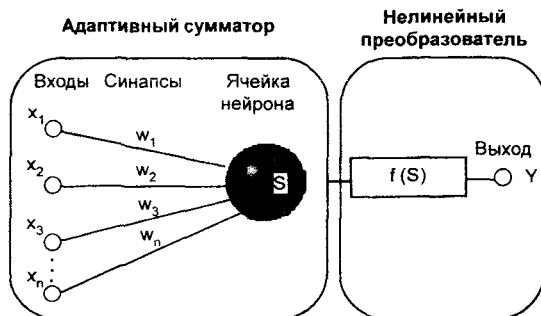 Адаптивный сумматор
Нелинейный
преобразователь
Входы
Синапсы
Ячейка
нейрона
x1
w1
x2
w2
x3
w3
xn
wn
S
f (S)
Выход
Y